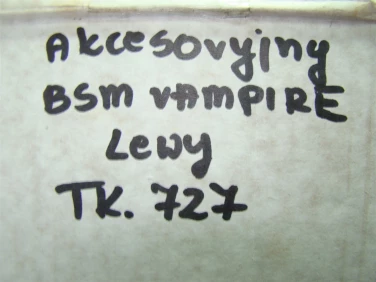 Akcesoryjny
BSM VAMPIRE
Lewy
TK. 727